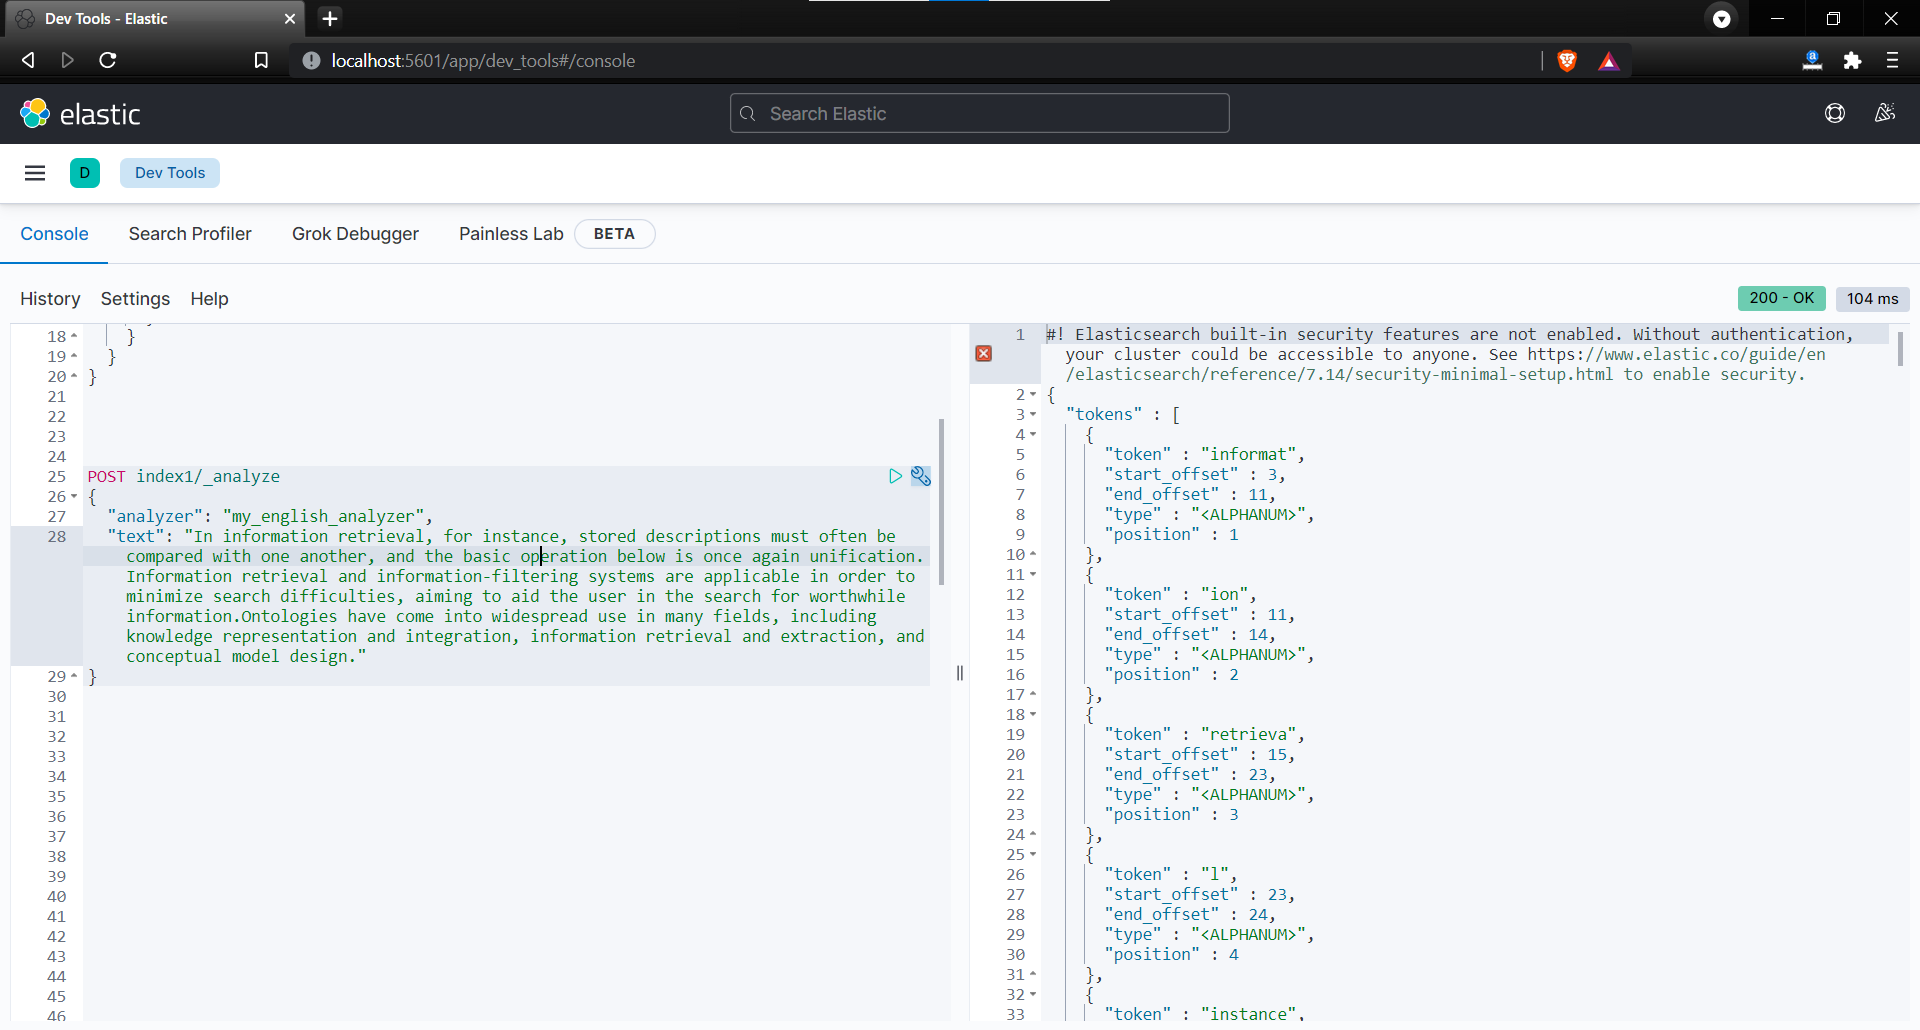 Dev Tools - Elastic
localhost:5601/app/dev_tools#/console
elastic
Search Elastic
D
Dev Tools
Console
Search Profiler
Grok Debugger
Painless Lab
BETA
History
Settings
Help
200 - OK
104 ms
18 }
19 }
20 }
21
22
23
24
25 POST index1/_analyze
26 {
27 "analyzer": "my_english_analyzer",
28 "text": "In information retrieval, for instance, stored descriptions must often be
compared with one another, and the basic operation below is once again unification.
Information retrieval and information-filtering systems are applicable in order to
minimize search difficulties, aiming to aid the user in the search for worthwhile
information.Ontologies have come into widespread use in many fields, including
knowledge representation and integration, information retrieval and extraction, and
conceptual model design."
29 }
30
31
32
33
34
35
36
37
38
39
40
41
42
43
44
45
46
1 #! Elasticsearch built-in security features are not enabled. Without authentication,
your cluster could be accessible to anyone. See https://www.elastic.co/guide/en
/elasticsearch/reference/7.14/security-minimal-setup.html to enable security.
2 {
3 "tokens" : [
4 {
5 "token" : "informat",
6 "start_offset" : 3,
7 "end_offset" : 11,
8 "type" : "<ALPHANUM>",
9 "position" : 1
10 },
11 {
12 "token" : "ion",
13 "start_offset" : 11,
14 "end_offset" : 14,
15 "type" : "<ALPHANUM>",
16 "position" : 2
17 },
18 {
19 "token" : "retrieva",
20 "start_offset" : 15,
21 "end_offset" : 23,
22 "type" : "<ALPHANUM>",
23 "position" : 3
24 },
25 {
26 "token" : "l",
27 "start_offset" : 23,
28 "end_offset" : 24,
29 "type" : "<ALPHANUM>",
30 "position" : 4
31 },
32 {
33 "token" : "instance",